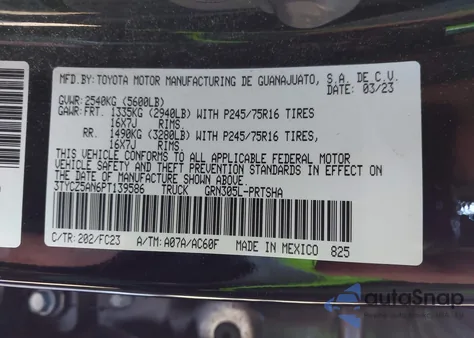 MFD.BY:TOYOTA MOTOR MANUFACTURING DE GUANAJUATO, S.A. DE C.V.
DATE: 03/23
GVWR: 2540KG (5600LB)
GAWR:FRT. 1335KG (2940LB) WITH P245/75R16 TIRES
16X7J RIMS,
RR. 1490KG (3280LB) WITH P245/75R16 TIRES,
16X7J RIMS.
THIS VEHICLE CONFORMS TO ALL APPLICABLE FEDERAL MOTOR
VEHICLE SAFETY AND THEFT PREVENTION STANDARDS IN EFFECT ON
THE DATE OF MANUFACTURE SHOWN ABOVE.
3TYCZ5AN6PT139586 TRUCK GRN305L-PRTSHA
C/TR: 202/FC23 A/TM: A07A/AC60F MADE IN MEXICO 825
autoSnap